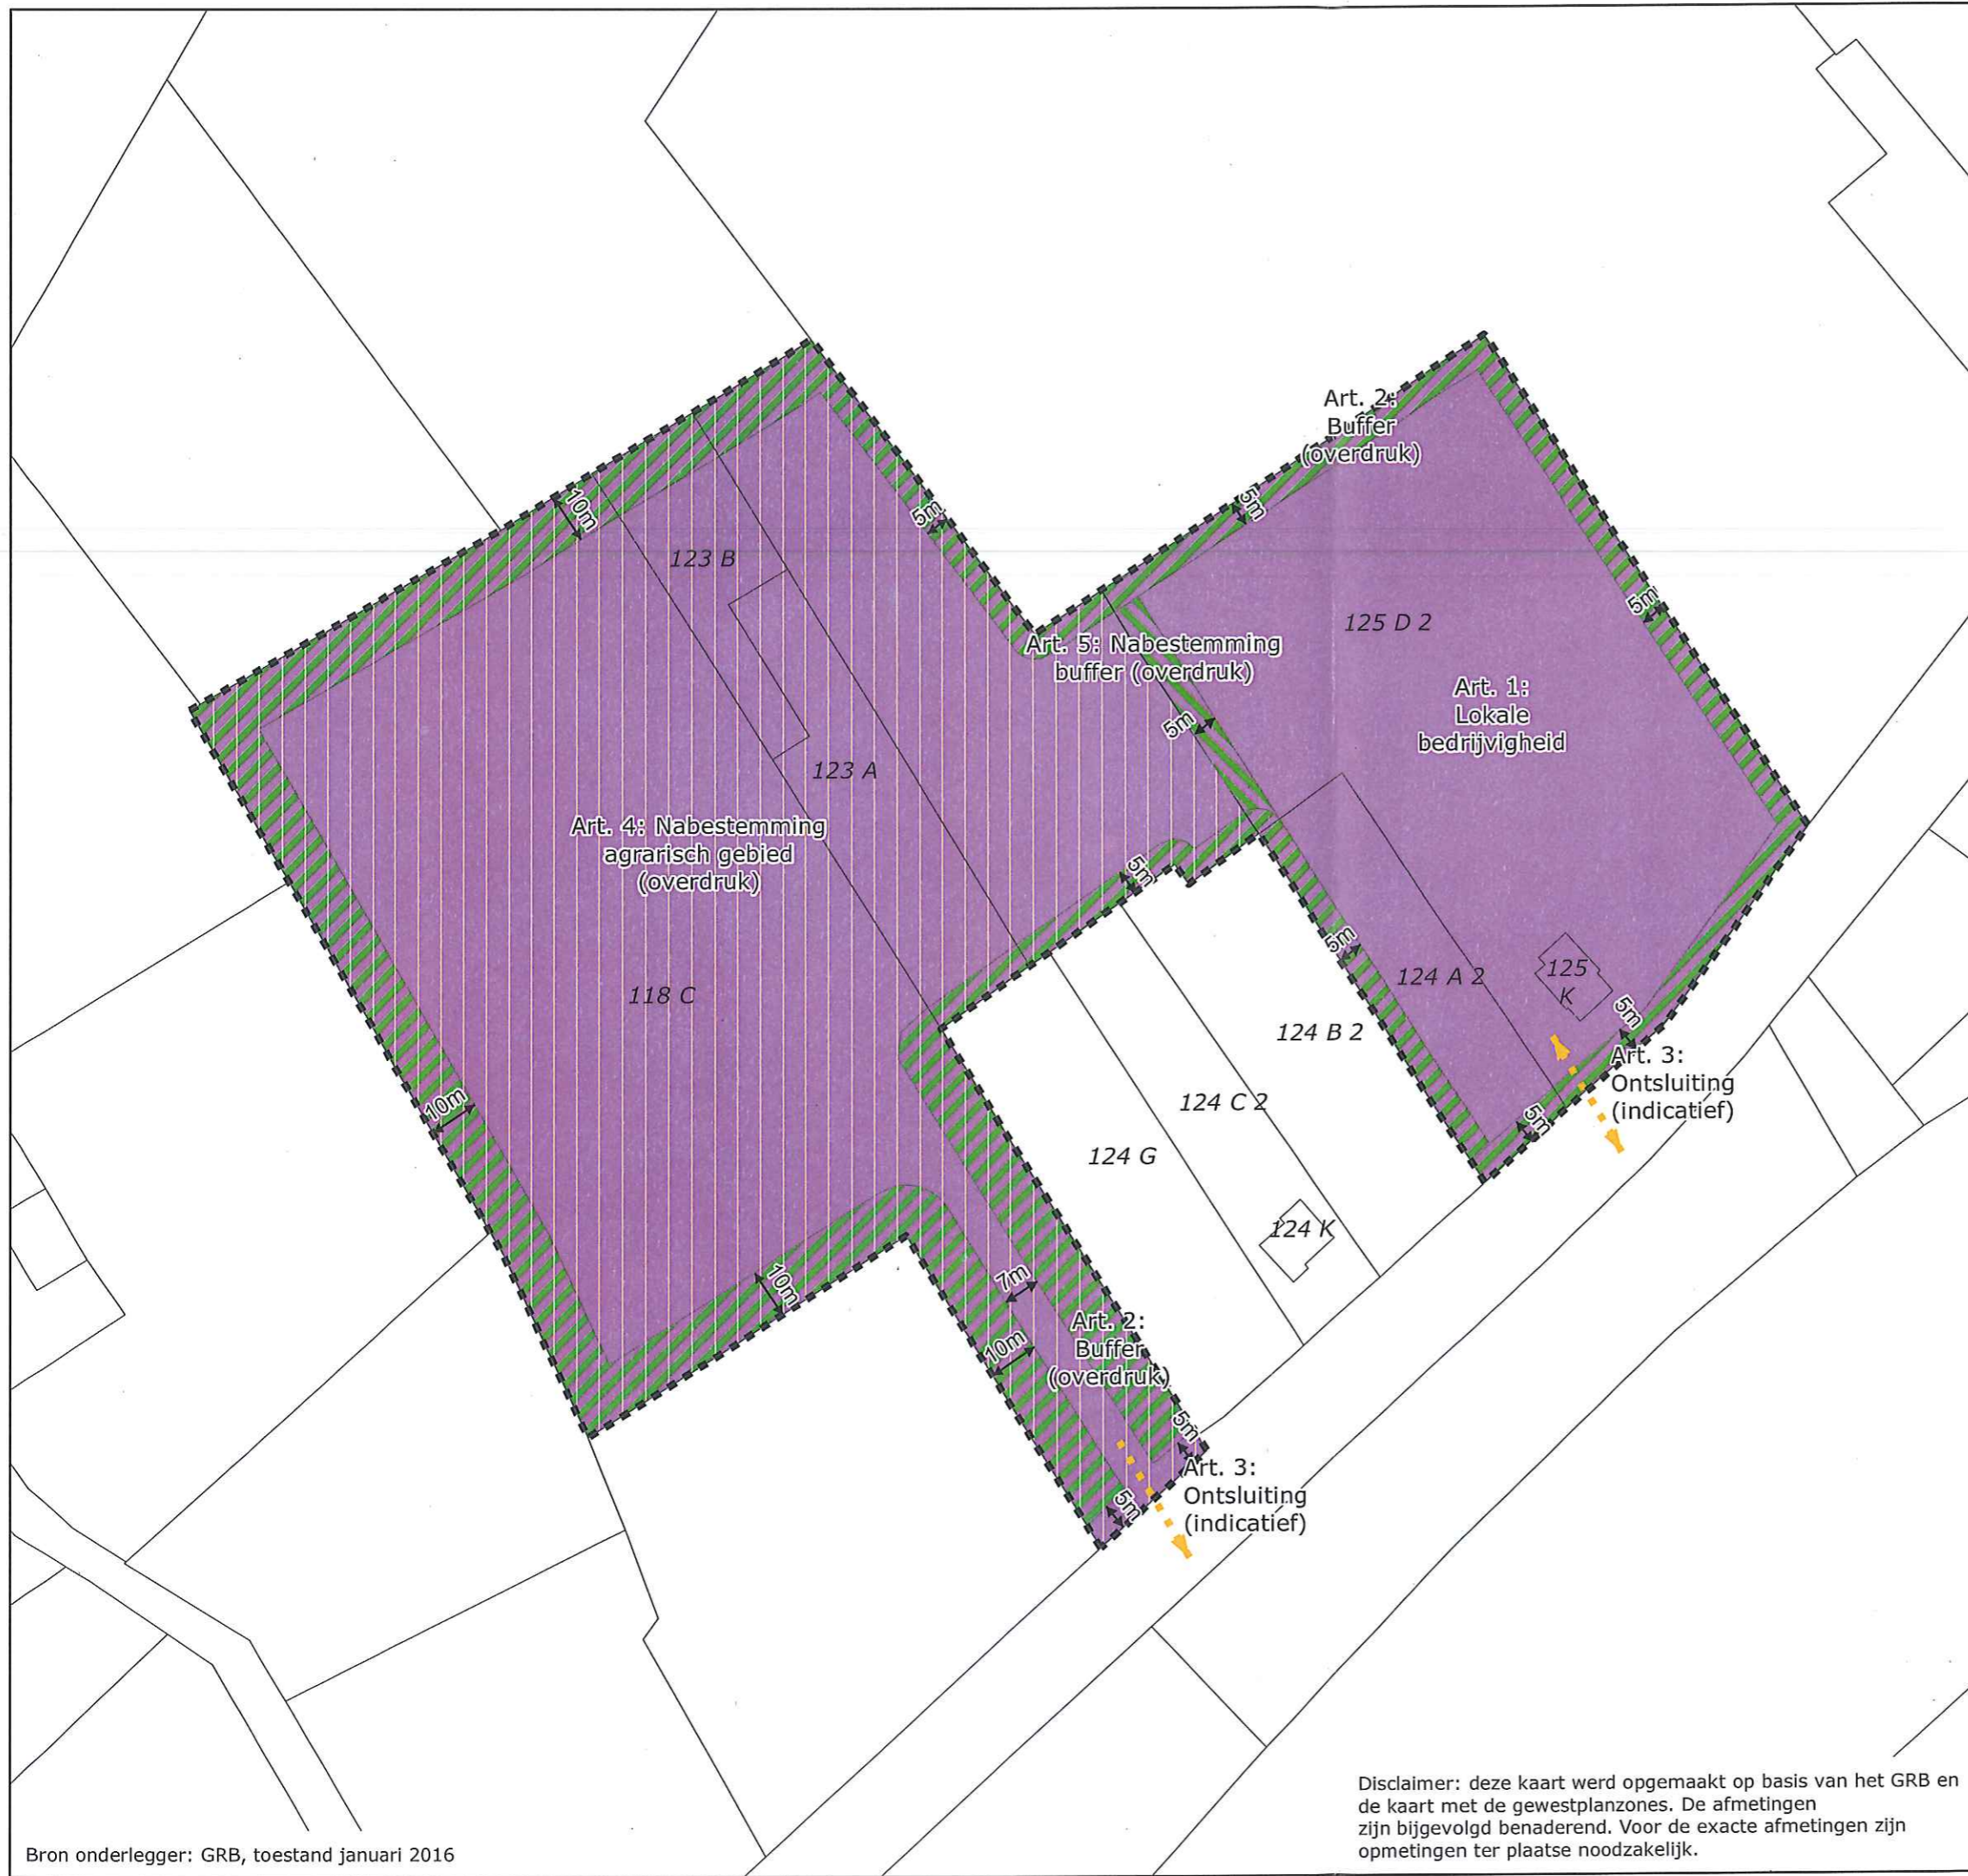 Art. 2:
Buffer
(overdruk)
10m
5m
5m
123 B
5m
125 D 2
Art. 5: Nabestemming
buffer (overdruk)
Art. 1:
Lokale
bedrijvigheid
5m
123 A
Art. 4: Nabestemming
agrarisch gebied
(overdruk)
5m
5m
124 A 2
125
K
118 C
5m
124 B 2
Art. 3:
Ontsluiting
(indicatief)
10m
124 C 2
5m
124 G
124 K
10m
7m
10m
Art. 2:
Buffer
(overdruk)
5m
Art. 3:
Ontsluiting
(indicatief)
5m
Disclaimer: deze kaart werd opgemaakt op basis van het GRB en
de kaart met de gewestplanzones. De afmetingen
zijn bijgevolgd benaderend. Voor de exacte afmetingen zijn
opmetingen ter plaatse noodzakelijk.
Bron onderlegger: GRB, toestand januari 2016